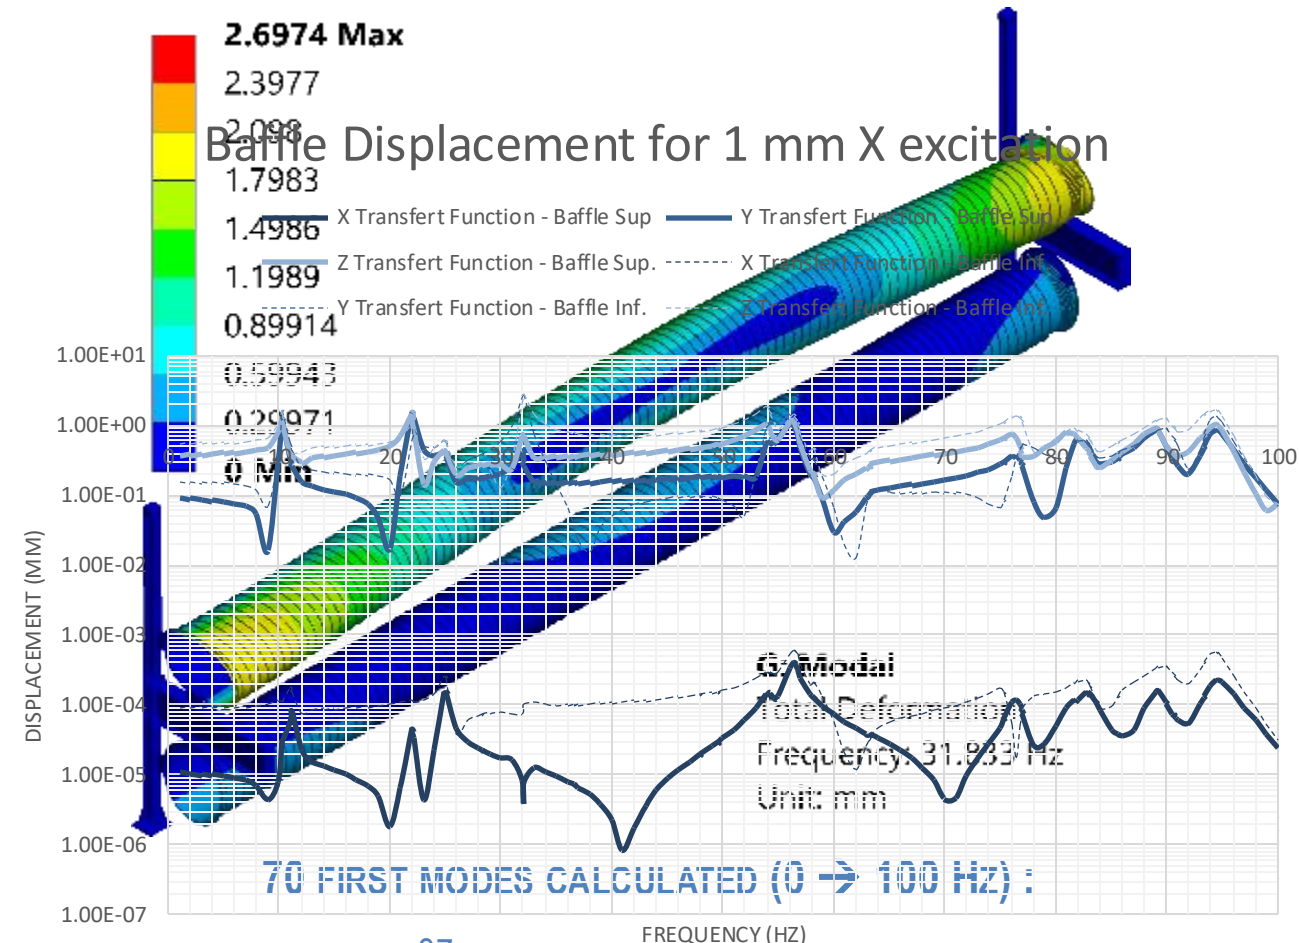 2.6974 Max
2.3977
2.098
Baffle Displacement for 1 mm X excitation
1.7983
X Transfert Function - Baffle Sup
Y Transfert Function - Baffle Sup.
1.4986
Z Transfert Function - Baffle Sup.
X Transfert Function - Baffle Inf.
1.1989
Y Transfert Function - Baffle Inf.
Z Transfert Function - Baffle Inf.
0.89914
1.00E+01
0.59943
1.00E+00
0.29971
0 10 20 30 40 50 60 70 80 90 100
0 Min
1.00E-01
DISPLACEMENT (MM)
1.00E-02
1.00E-03
G: Modal
1.00E-04
Total Deformation
Frequency: 31.833 Hz
1.00E-05
Unit: mm
1.00E-06
70 FIRST MODES CALCULATED (0 → 100 Hz) :
1.00E-07
FREQUENCY (HZ)